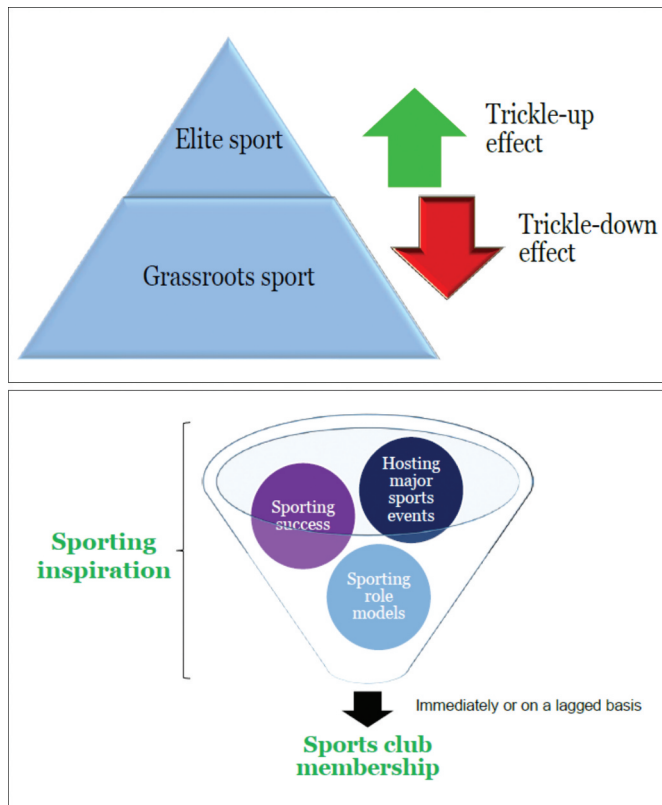 Elite sport
Trickle-up
effect
Trickle-down
effect
Grassroots sport
Hosting
major
sports
events
Sporting
success
Sporting
inspiration
Sporting
role
models
Immediately or on a lagged basis
Sports club
membership